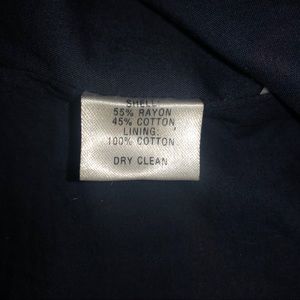 SHELL:
55% RAYON
45% COTTON
LINING:
100% COTTON
DRY CLEAN